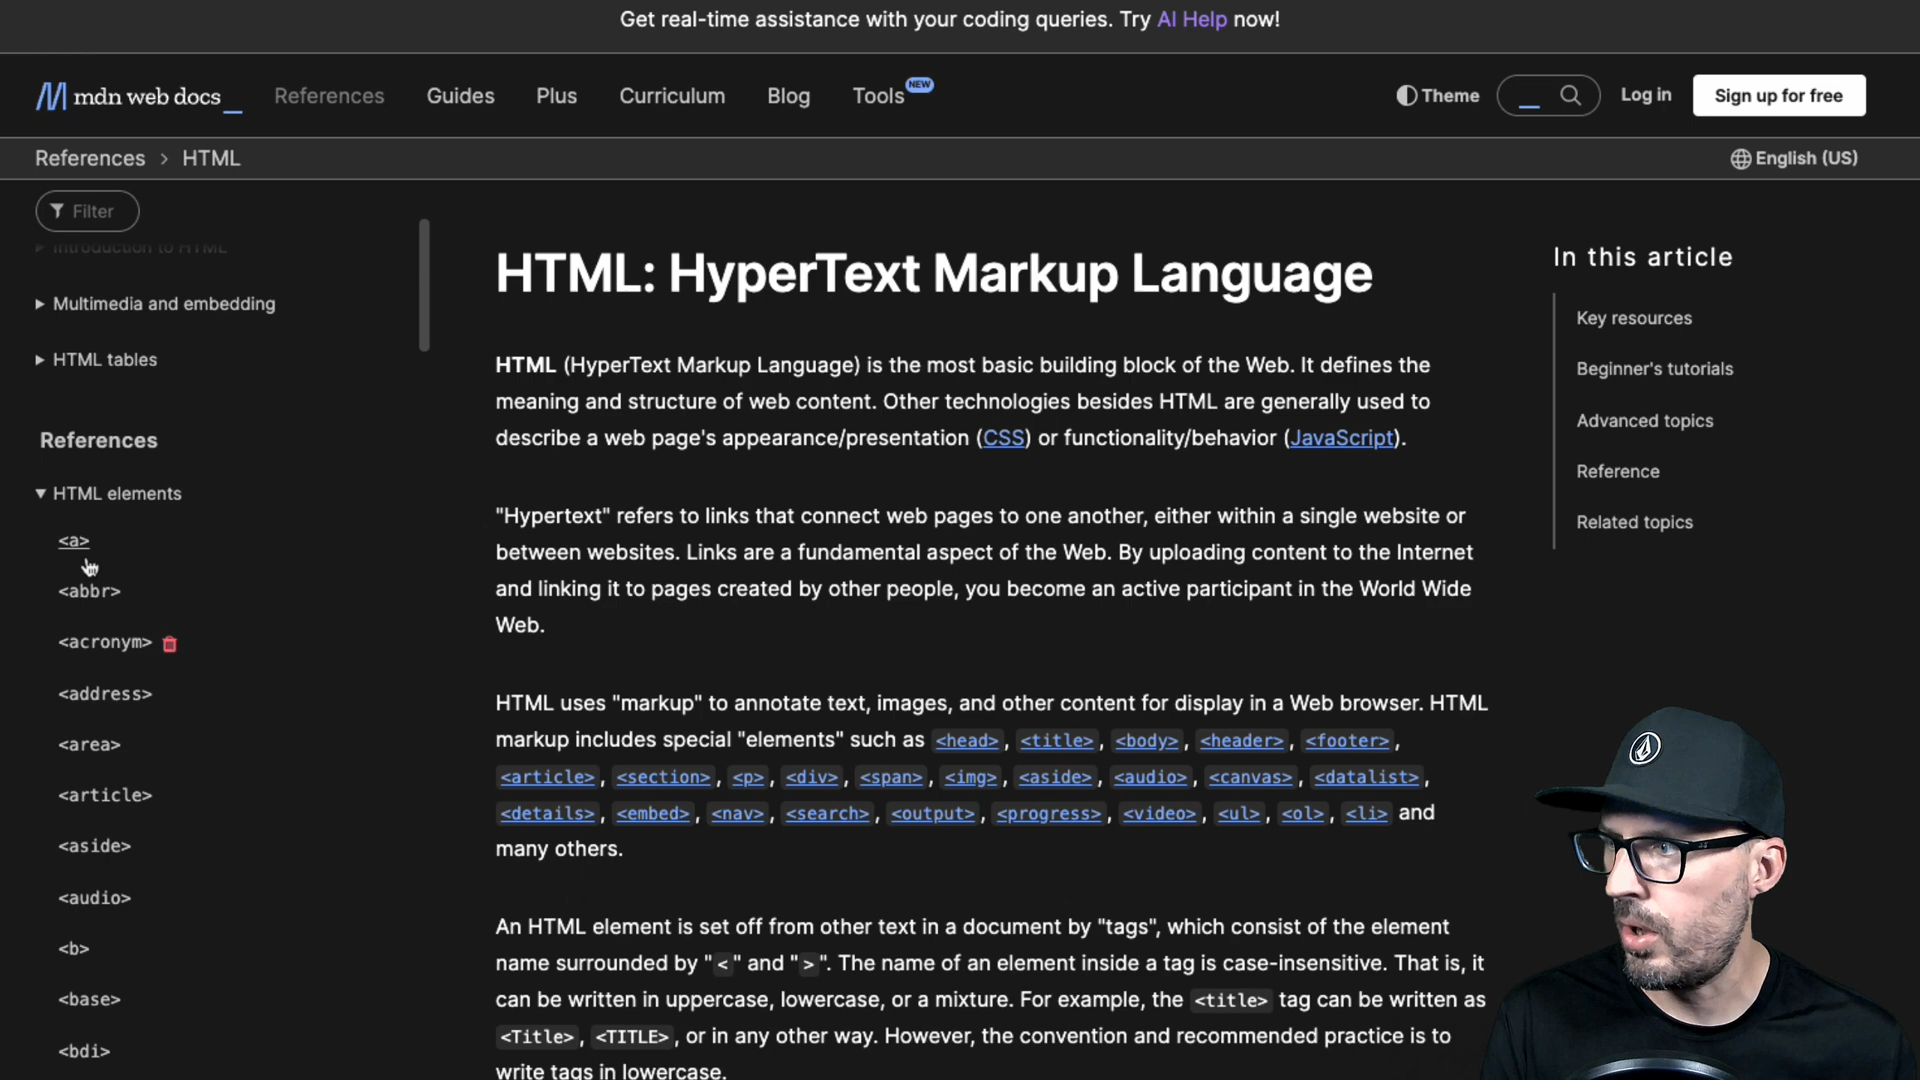 Get real-time assistance with your coding queries. Try AI Help now!
mdn web docs_
References
Guides
Plus
Curriculum
Blog
Tools
NEW
Theme
Log in
Sign up for free
References > HTML
English (US)
Filter
Introduction to HTML
Multimedia and embedding
HTML tables
References
HTML elements
<a>
<abbr>
<acronym>
<address>
<area>
<article>
<aside>
<audio>
<b>
<base>
<bdi>
HTML: HyperText Markup Language
HTML (HyperText Markup Language) is the most basic building block of the Web. It defines the
meaning and structure of web content. Other technologies besides HTML are generally used to
describe a web page's appearance/presentation (CSS) or functionality/behavior (JavaScript).
"Hypertext" refers to links that connect web pages to one another, either within a single website or
between websites. Links are a fundamental aspect of the Web. By uploading content to the Internet
and linking it to pages created by other people, you become an active participant in the World Wide
Web.
HTML uses "markup" to annotate text, images, and other content for display in a Web browser. HTML
markup includes special "elements" such as <head>, <title>, <body>, <header>, <footer>,
<article>, <section>, <p>, <div>, <span>, <img>, <aside>, <audio>, <canvas>, <datalist>,
<details>, <embed>, <nav>, <search>, <output>, <progress>, <video>, <ul>, <ol>, <li> and
many others.
An HTML element is set off from other text in a document by "tags", which consist of the element
name surrounded by "<" and ">". The name of an element inside a tag is case-insensitive. That is, it
can be written in uppercase, lowercase, or a mixture. For example, the <title> tag can be written as
<Title>, <TITLE>, or in any other way. However, the convention and recommended practice is to
write tags in lowercase.
In this article
Key resources
Beginner's tutorials
Advanced topics
Reference
Related topics